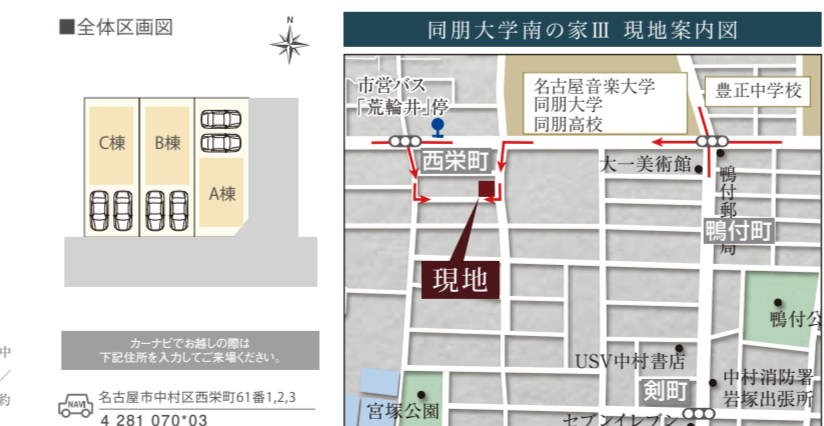 ■全体区画図
N
C棟
B棟
A棟
カーナビでお越しの際は
下記住所を入力してご来場ください。
NAVI
名古屋市中村区西栄町61番1,2,3
4 281 070*03
中
／
約
同朋大学南の家Ⅲ 現地案内図
市営バス
「荒輪井」停
名古屋音楽大学
同朋大学
同朋高校
豊正中学校
西栄町
大一美術館
鴨付郵
局
鴨付町
現地
鴨付公
USV中村書店
剣町
中村消防署
岩塚出張所
宮塚公園
セブンイレブン